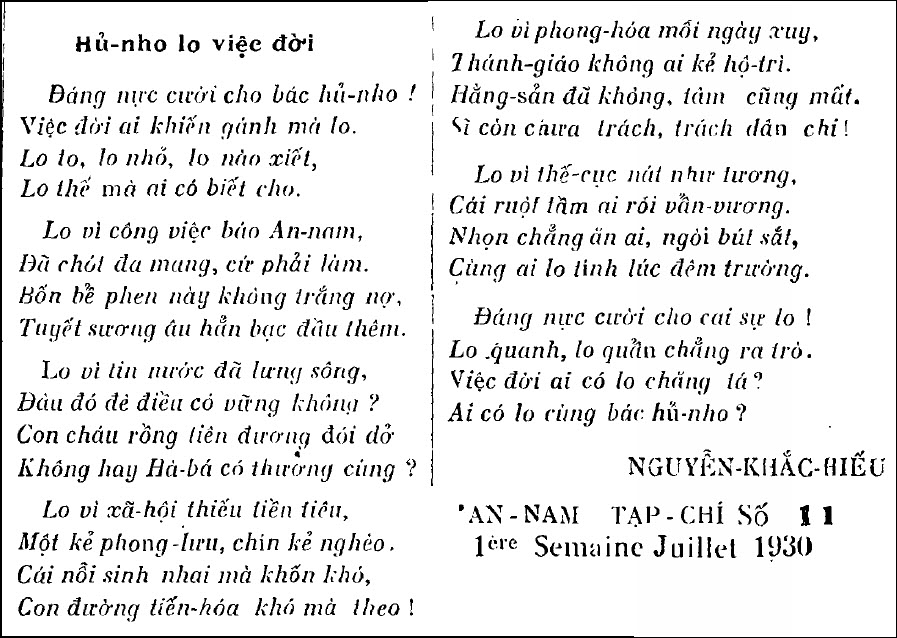 Hủ-nho lo việc đời
Đáng nực cười cho bác hủ-nho !
Việc đời ai khiến gánh mà lo.
Lo to, lo nhỏ, lo nào xiết,
Lo thế mà ai có biết cho.
Lo vì công việc báo An-nam,
Đã chót đa mang, cứ phải làm.
Bốn bề phen này không trắng nợ,
Tuyết sương âu hẳn bạc đầu thêm.
Lo vì tin nước đã lưng sông,
Đâu đó đê điều có vững không ?
Con cháu rồng tiên đương đói dở
Không hay Hà-bá có thường cùng ?
Lo vì xã-hội thiếu tiền tiêu,
Một kẻ phong-lưu, chín kẻ nghèo.
Cái nỗi sinh nhai mà khốn khó,
Con đường tiến-hóa khó mà theo !
Lo vì phong-hóa mỗi ngày xuy,
Thánh-giáo không ai kẻ hộ-trì.
Hằng-sản đã không, tâm cũng mất.
Sĩ còn chưa trách, trách dân chi !
Lo vì thế-cục nát như tương,
Cái ruột tằm ai rối vấn-vương.
Nhọn chẳng ăn ai, ngòi bút sắt,
Cùng ai lo tính lúc đêm trường.
Đáng nực cười cho cai sự lo !
Lo quanh, lo quẩn chẳng ra trò.
Việc đời ai có lo chăng tá ?
Ai có lo cùng bác hủ-nho ?
NGUYỄN-KHẮC-HIẾU
AN-NAM TẠP-CHÍ Số 11
1ère Semaine Juillet 1930